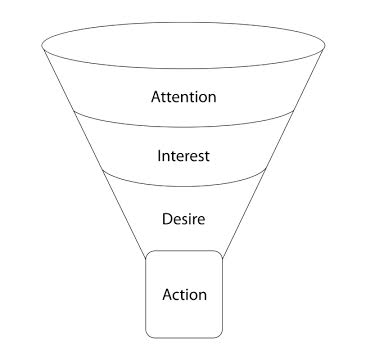 Attention
Interest
Desire
Action